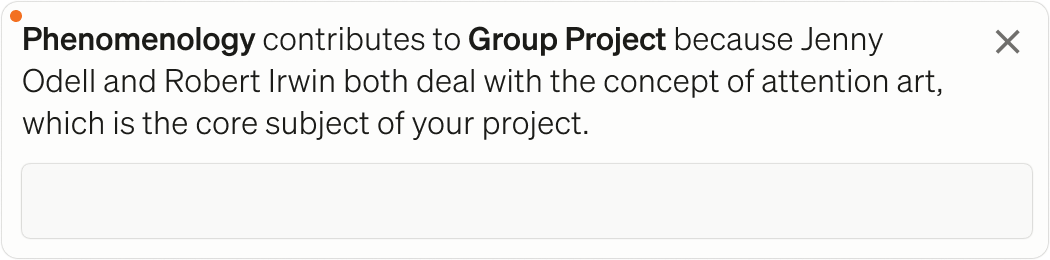 Phenomenology contributes to Group Project because Jenny
Odell and Robert Irwin both deal with the concept of attention art,
which is the core subject of your project.